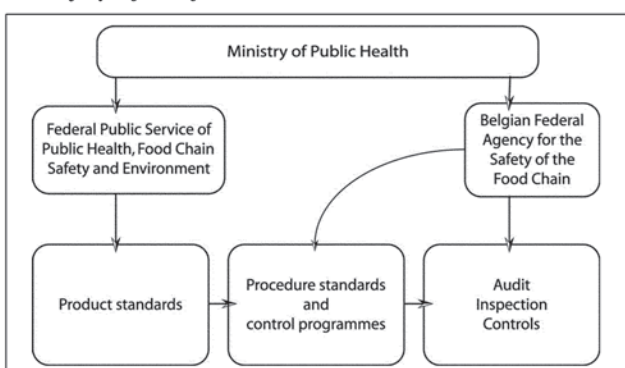 Ministry of Public Health
Federal Public Service of
Public Health, Food Chain
Safety and Environment
Belgian Federal
Agency for the
Safety of the
Food Chain
Product standards
Procedure standards
and
control programmes
Audit
Inspection
Controls